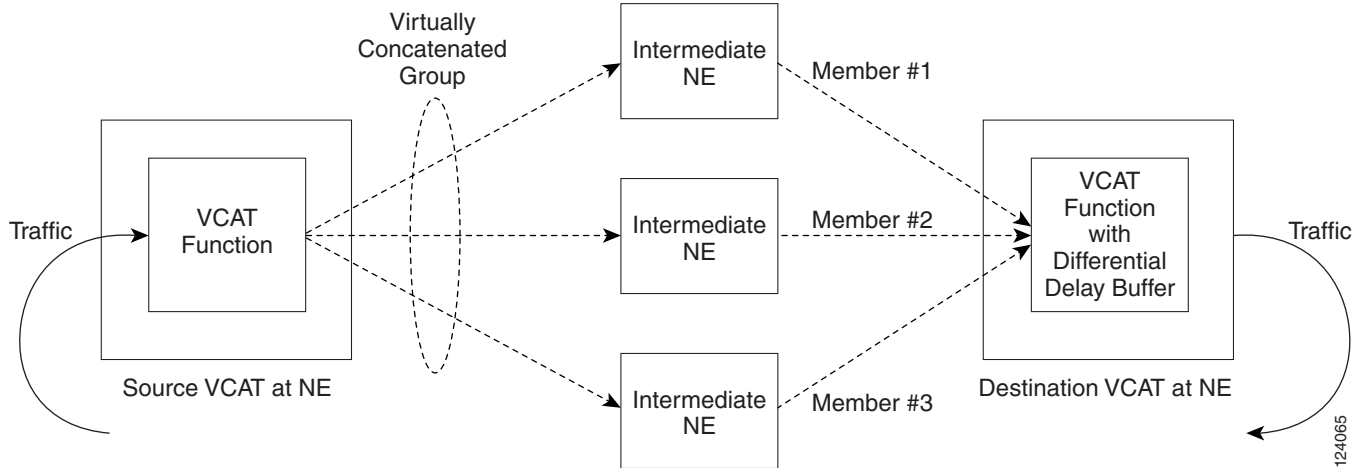 Virtually
Concatenated
Group
Intermediate
NE
Member #1
Traffic
VCAT
Function
Intermediate
NE
Member #2
VCAT
Function
with
Differential
Delay Buffer
Traffic
Source VCAT at NE
Intermediate
NE
Member #3
Destination VCAT at NE
124065